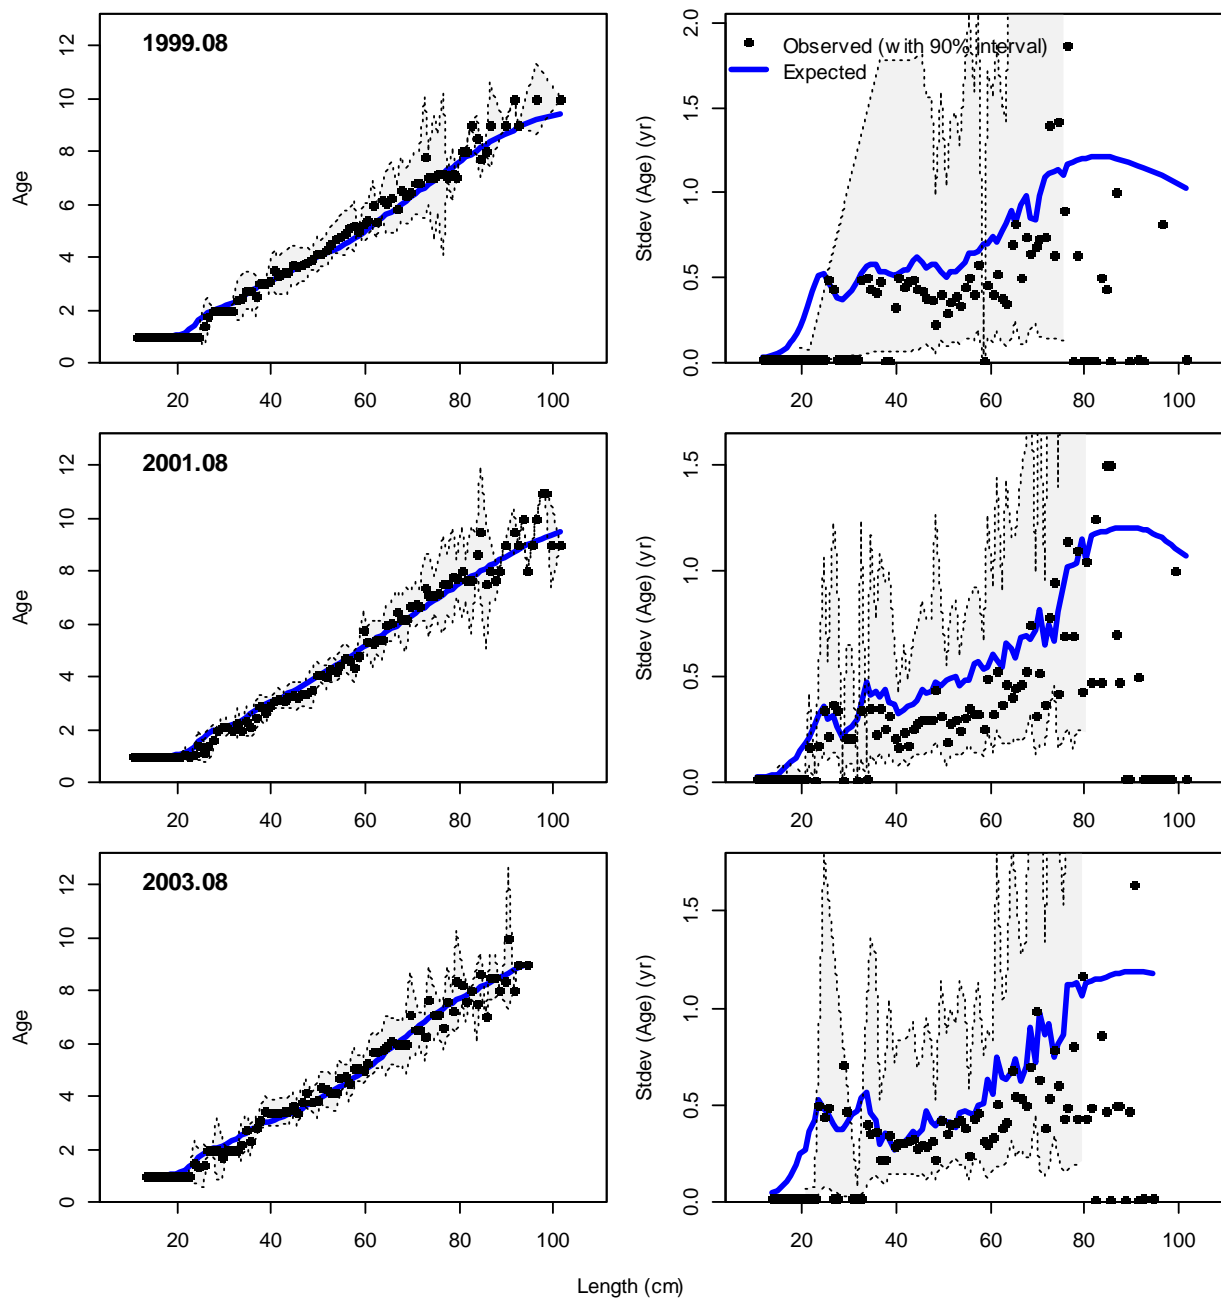 1999.08
Age
0 2 4 6 8 10 12
20 40 60 80 100
Observed (with 90% interval)
Expected
Stdev (Age) (yr)
0.0 0.5 1.0 1.5 2.0
20 40 60 80 100
2001.08
Age
0 2 4 6 8 10 12
20 40 60 80 100
Stdev (Age) (yr)
0.0 0.5 1.0 1.5
20 40 60 80 100
2003.08
Age
0 2 4 6 8 10 12
20 40 60 80 100
Stdev (Age) (yr)
0.0 0.5 1.0 1.5
20 40 60 80 100
Length (cm)